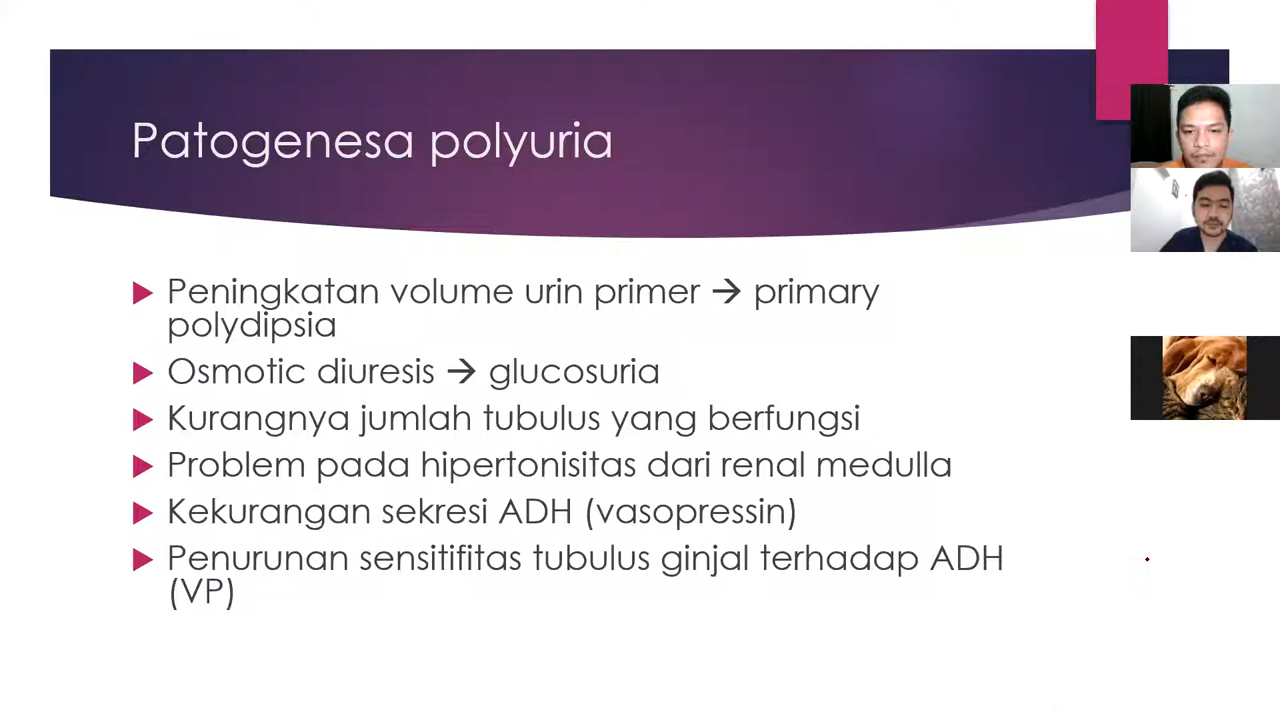 Patogenesa polyuria
Peningkatan volume urin primer → primary
polydipsia
Osmotic diuresis → glucosuria
Kurangnya jumlah tubulus yang berfungsi
Problem pada hipertonisitas dari renal medulla
Kekurangan sekresi ADH (vasopressin)
Penurunan sensitifitas tubulus ginjal terhadap ADH
(VP)